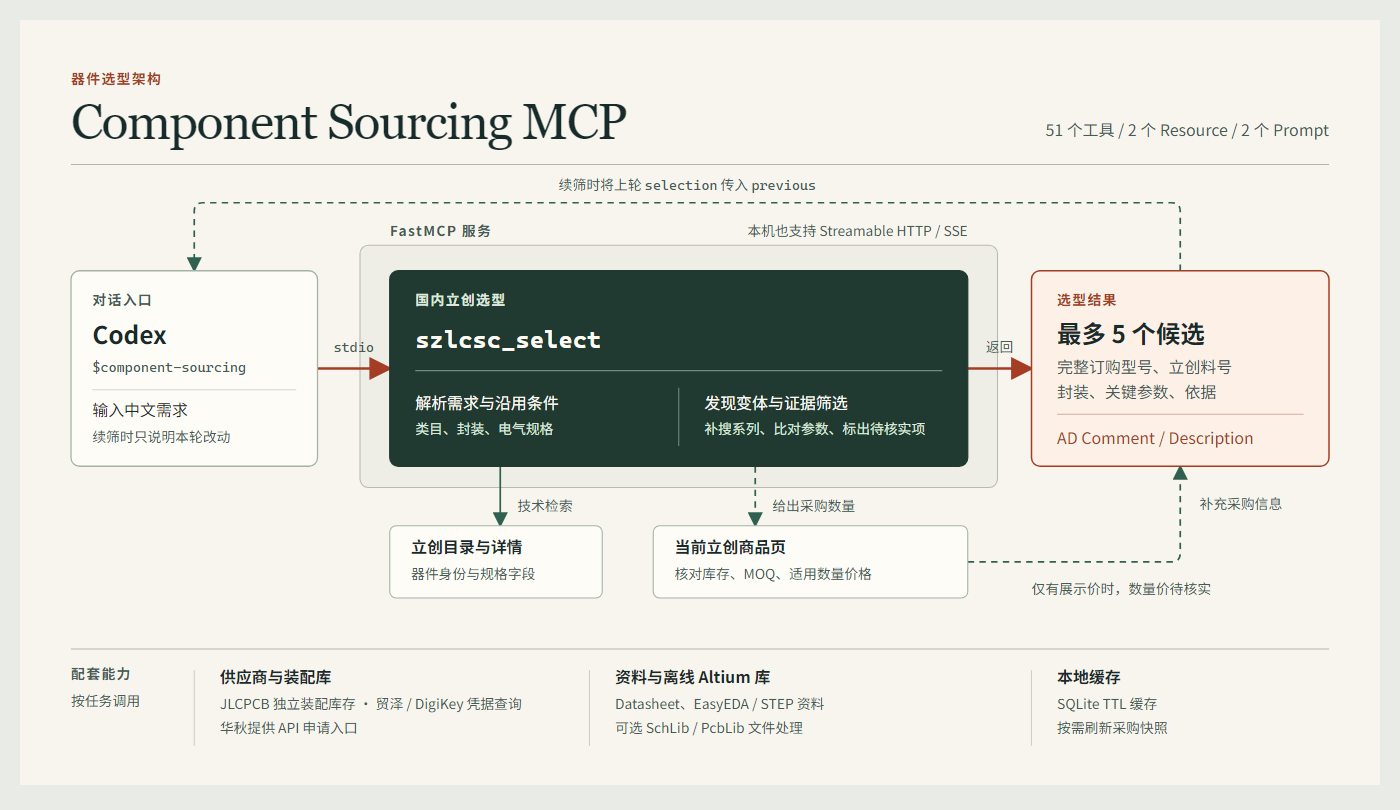 器件选型架构
Component Sourcing MCP
51 个工具 / 2 个 Resource / 2 个 Prompt
续筛时将上轮 selection 传入 previous
FastMCP 服务
本机也支持 Streamable HTTP / SSE
对话入口
Codex
$component-sourcing
输入中文需求
续筛时只说明本轮改动
stdio
国内立创选型
szlcsc_select
解析需求与沿用条件
类目、封装、电气规格
发现变体与证据筛选
补搜系列、比对参数、标出待核实项
返回
选型结果
最多 5 个候选
完整订购型号、立创料号
封装、关键参数、依据
AD Comment / Description
技术检索
给出采购数量
补充采购信息
立创目录与详情
器件身份与规格字段
当前立创商品页
核对库存、MOQ、适用数量价格
仅有展示价时，数量价待核实
配套能力
按任务调用
供应商与装配库
JLCPCB 独立装配库存 · 贸泽 / DigiKey 凭据查询
华秋提供 API 申请入口
资料与离线 Altium 库
Datasheet、EasyEDA / STEP 资料
可选 SchLib / PcbLib 文件处理
本地缓存
SQLite TTL 缓存
按需刷新采购快照